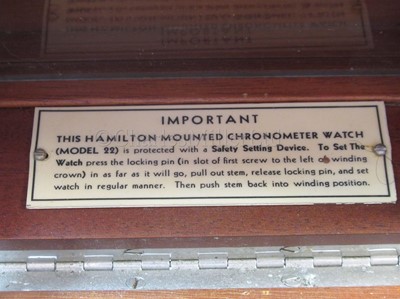 IMPORTANT
THIS HAMILTON MOUNTED CHRONOMETER WATCH
(MODEL 22) is protected with a Safety Setting Device. To Set The
Watch press the locking pin (in slot of first screw to the left of winding
crown) in as far as it will go, pull out stem, release locking pin, and set
watch in regular manner. Then push stem back into winding position.